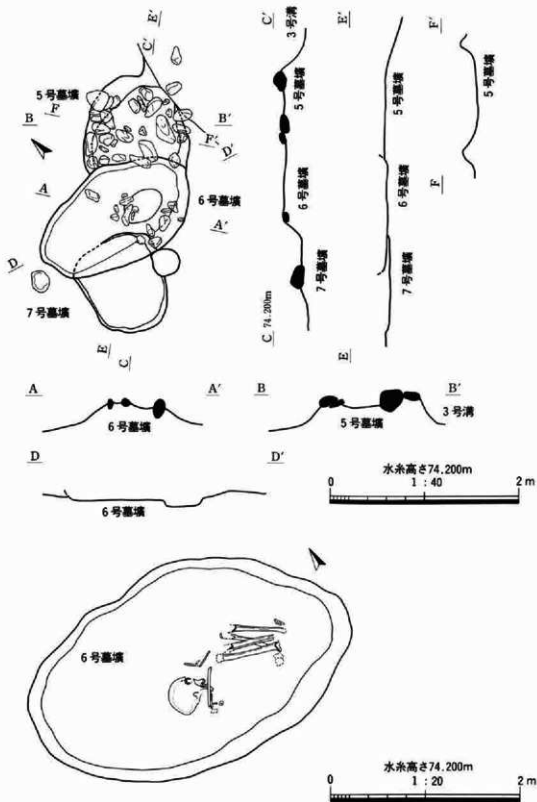 E'
C'
5号墓壙
F
B
B'
F'
D'
A
6号墓壙
A'
D
7号墓壙
E
C
C'
3号溝
5号墓壙
6号墓壙
7号墓壙
C 74.200m
E'
5号墓壙
6号墓壙
7号墓壙
E
F'
5号墓壙
F
A
A'
6号墓壙
B
B'
5号墓壙
3号溝
D
D'
6号墓壙
水糸高さ74.200m
0 1:40 2m
6号墓壙
水糸高さ74.200m
0 1:20 2m